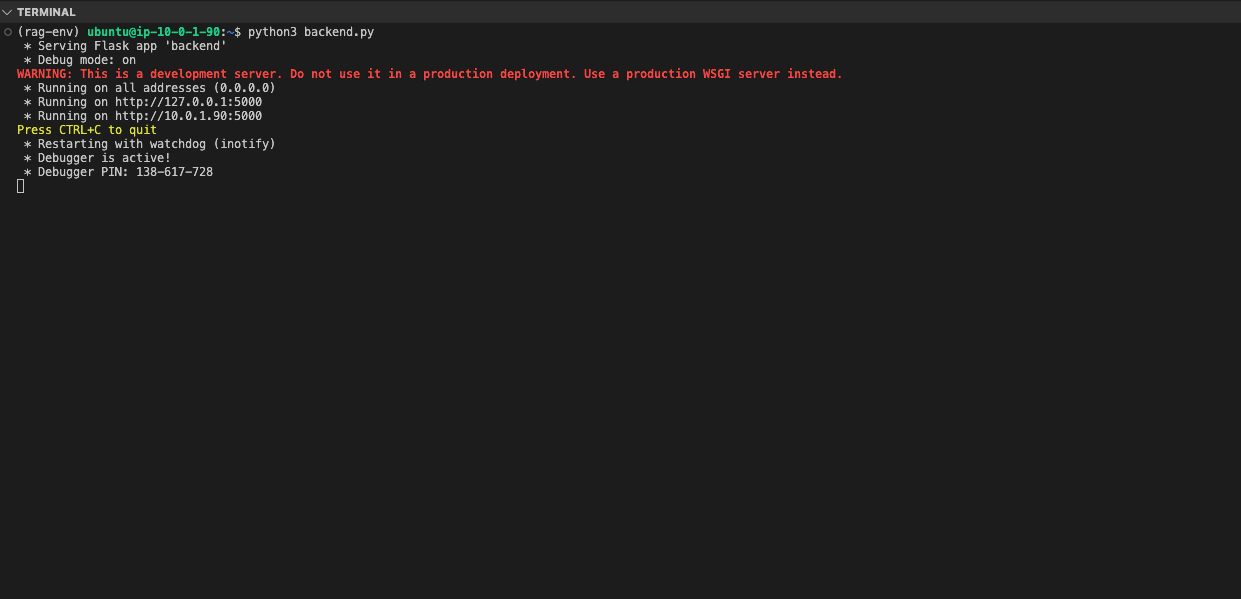 TERMINAL
(rag-env) ubuntu@ip-10-0-1-90:~$ python3 backend.py
* Serving Flask app 'backend'
* Debug mode: on
WARNING: This is a development server. Do not use it in a production deployment. Use a production WSGI server instead.
* Running on all addresses (0.0.0.0)
* Running on http://127.0.0.1:5000
* Running on http://10.0.1.90:5000
Press CTRL+C to quit
* Restarting with watchdog (inotify)
* Debugger is active!
* Debugger PIN: 138-617-728